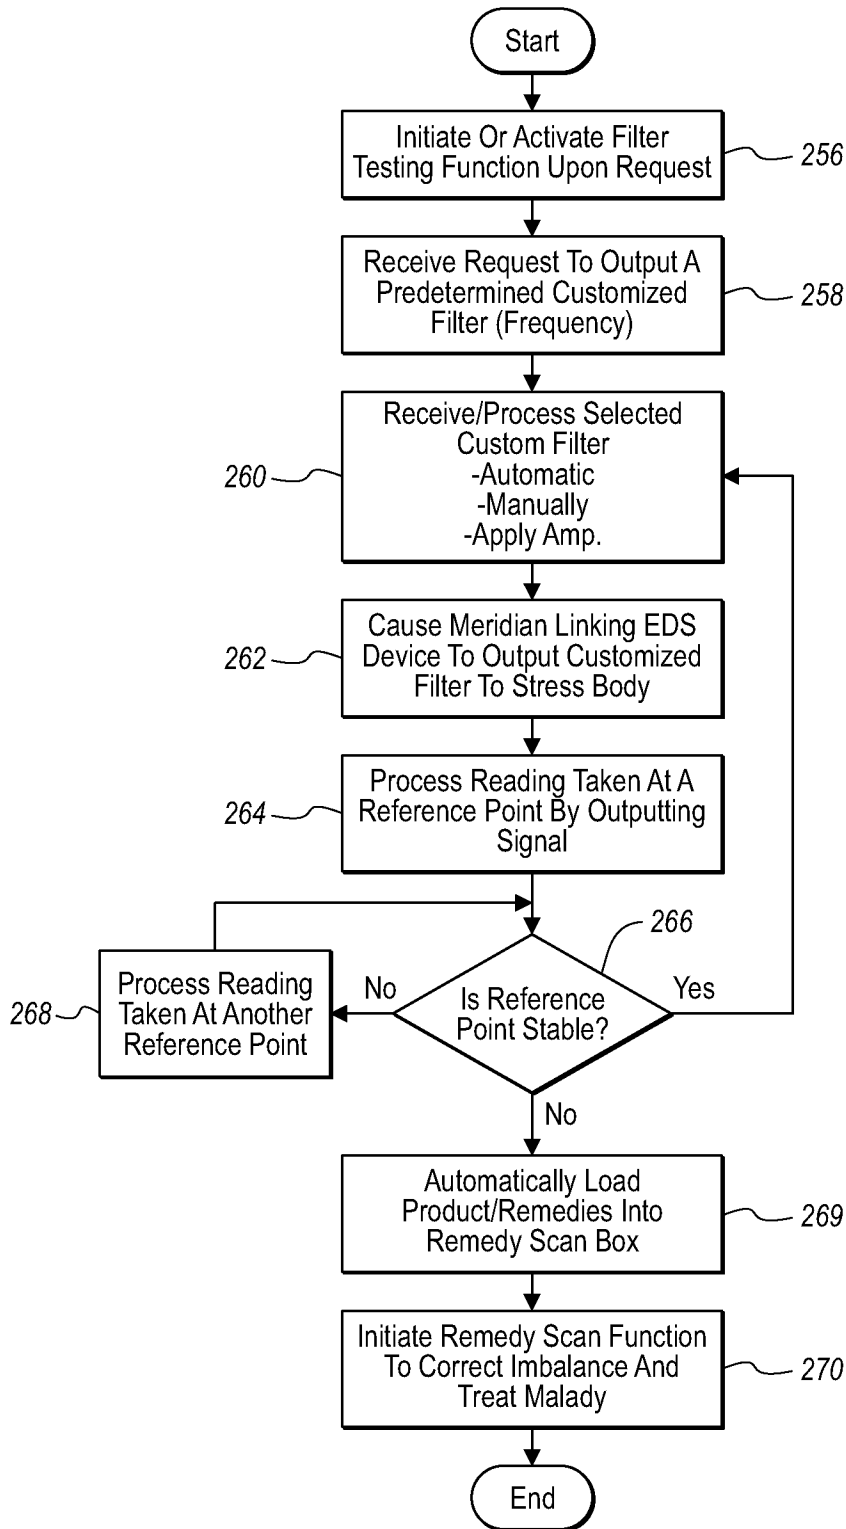 Start
Initiate Or Activate Filter
Testing Function Upon Request
256
Receive Request To Output A
Predetermined Customized
Filter (Frequency)
258
Receive/Process Selected
Custom Filter
-Automatic
-Manually
-Apply Amp.
260
Cause Meridian Linking EDS
Device To Output Customized
Filter To Stress Body
262
Process Reading Taken At A
Reference Point By Outputting
Signal
264
266
Is Reference
Point Stable?
No
Yes
Process Reading
Taken At Another
Reference Point
268
No
Automatically Load
Product/Remedies Into
Remedy Scan Box
269
Initiate Remedy Scan Function
To Correct Imbalance And
Treat Malady
270
End